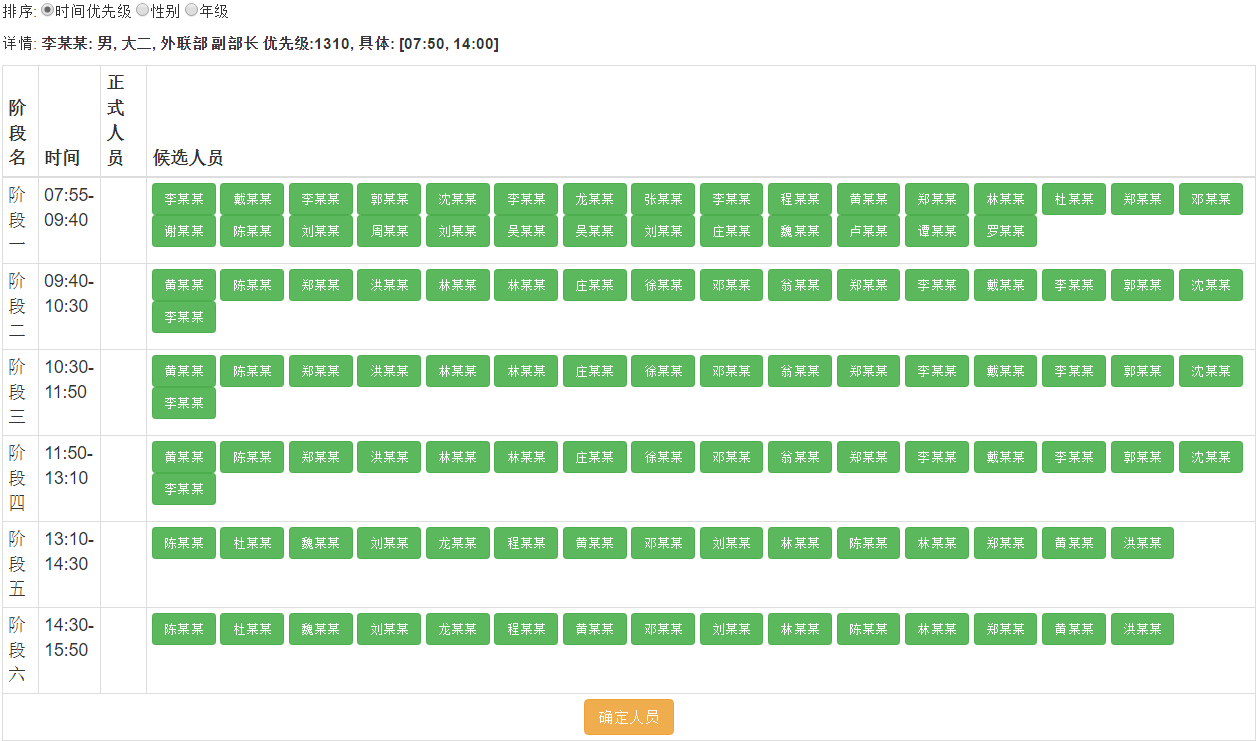 排序: 时间优先级 性别 年级
详情: 李某某: 男, 大二, 外联部 副部长 优先级:1310, 具体: [07:50, 14:00]
阶段名 时间 正式人员 候选人员
阶段一 07:55-09:40 李某某 戴某某 李某某 郭某某 沈某某 李某某 龙某某 张某某 李某某 程某某 黄某某 郑某某 林某某 杜某某 郑某某 邓某某
谢某某 陈某某 刘某某 周某某 刘某某 吴某某 吴某某 刘某某 庄某某 魏某某 卢某某 谭某某 罗某某
阶段二 09:40-10:30 黄某某 陈某某 郑某某 洪某某 林某某 林某某 庄某某 徐某某 邓某某 翁某某 郑某某 李某某 戴某某 李某某 郭某某 沈某某
李某某
阶段三 10:30-11:50 黄某某 陈某某 郑某某 洪某某 林某某 林某某 庄某某 徐某某 邓某某 翁某某 郑某某 李某某 戴某某 李某某 郭某某 沈某某
李某某
阶段四 11:50-13:10 黄某某 陈某某 郑某某 洪某某 林某某 林某某 庄某某 徐某某 邓某某 翁某某 郑某某 李某某 戴某某 李某某 郭某某 沈某某
李某某
阶段五 13:10-14:30 陈某某 杜某某 魏某某 刘某某 龙某某 程某某 黄某某 邓某某 刘某某 林某某 陈某某 林某某 郑某某 黄某某 洪某某
阶段六 14:30-15:50 陈某某 杜某某 魏某某 刘某某 龙某某 程某某 黄某某 邓某某 刘某某 林某某 陈某某 林某某 郑某某 黄某某 洪某某
确定人员